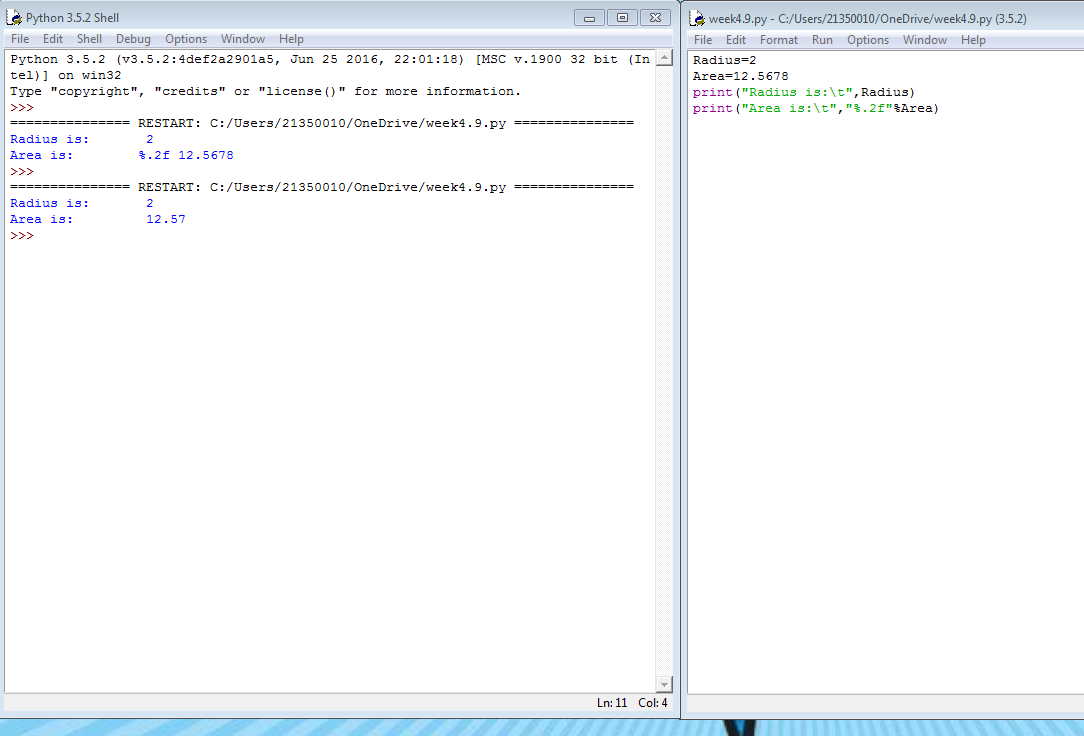 Python 3.5.2 Shell
File Edit Shell Debug Options Window Help
Python 3.5.2 (v3.5.2:4def2a2901a5, Jun 25 2016, 22:01:18) [MSC v.1900 32 bit (In
tel)] on win32
Type "copyright", "credits" or "license()" for more information.
>>>
=============== RESTART: C:/Users/21350010/OneDrive/week4.9.py ===============
Radius is:	 2
Area is:	%.2f 12.5678
>>>
=============== RESTART: C:/Users/21350010/OneDrive/week4.9.py ===============
Radius is:	 2
Area is:	 12.57
>>>
Ln: 11 Col: 4
week4.9.py - C:/Users/21350010/OneDrive/week4.9.py (3.5.2)
File Edit Format Run Options Window Help
Radius=2
Area=12.5678
print("Radius is:\t",Radius)
print("Area is:\t","%.2f"%Area)